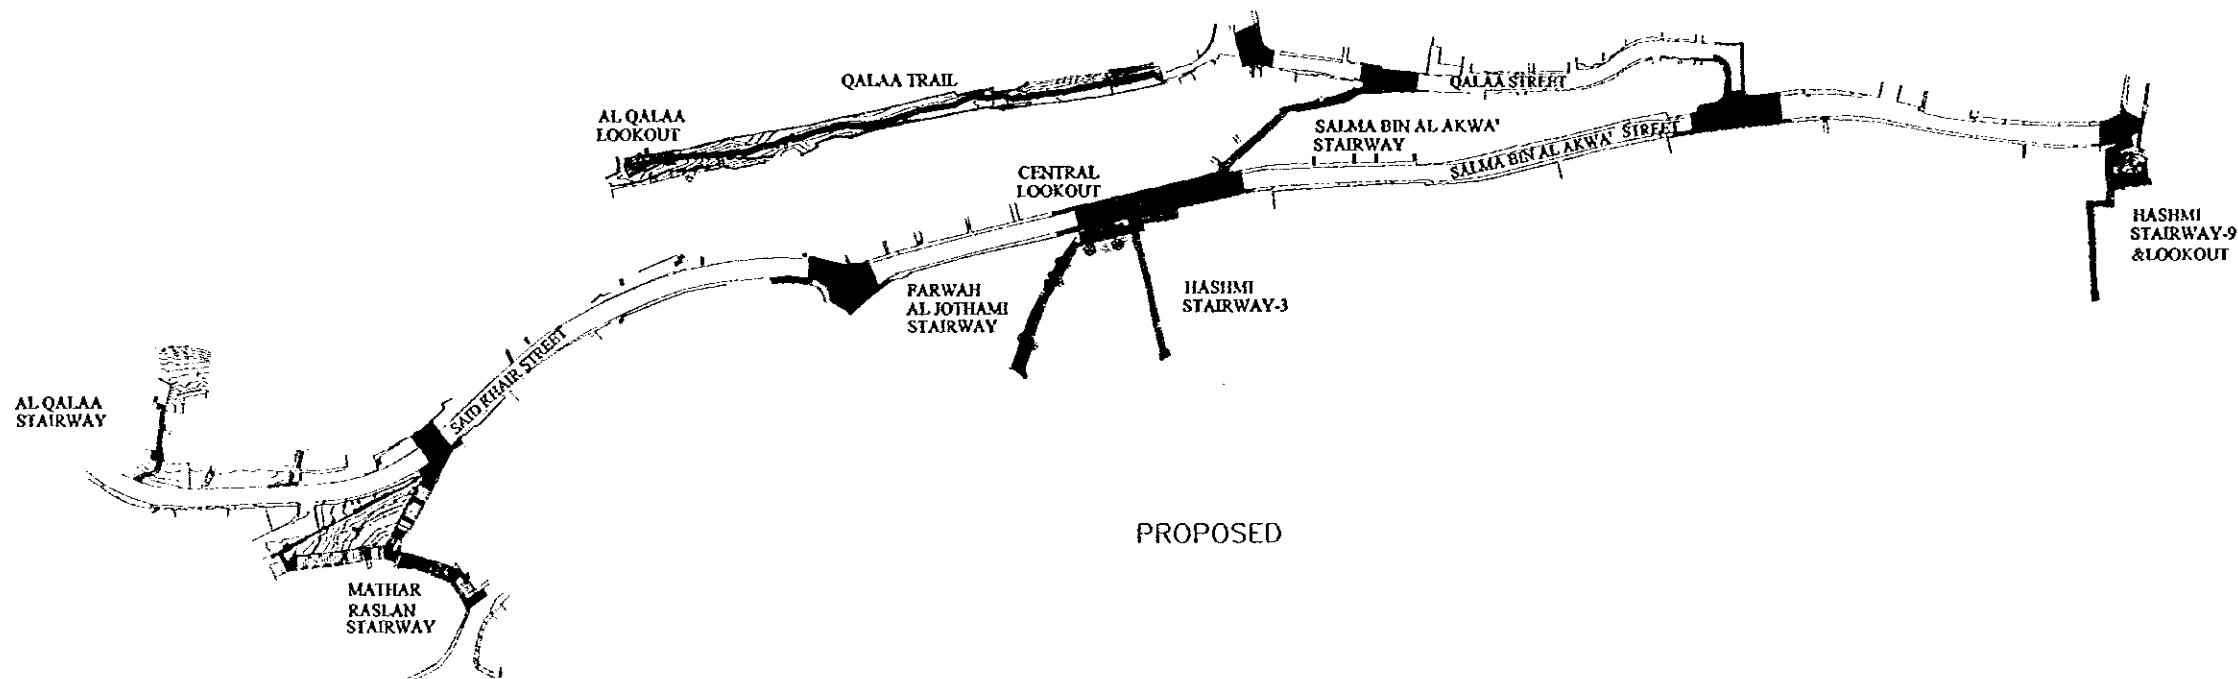 QALAA TRAIL
QALAA STREET
AL QALAA
LOOKOUT
SALMA BIN AL AKWA'
STAIRWAY
SALMA BIN AL AKWA' STREET
CENTRAL
LOOKOUT
HASHMI
STAIRWAY-9
&LOOKOUT
FARWAH
AL JOTHAMI
STAIRWAY
HASHMI
STAIRWAY-3
SAID KHAIR STREET
AL QALAA
STAIRWAY
PROPOSED
MATHAR
RASLAN
STAIRWAY